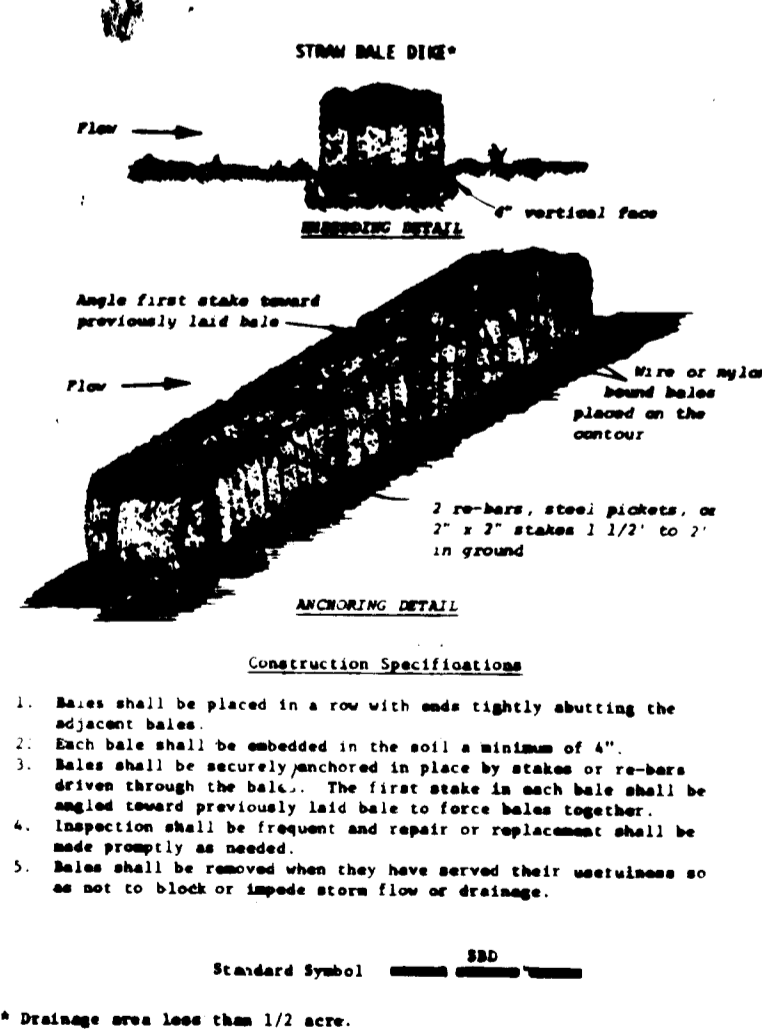 STRAW BALE DIKE*
Flow
4" vertical face
EMBEDDING DETAIL
Angle first stake toward
previously laid bale
Flow
Wire or nylon
bound bales
placed on the
contour
2 re-bars, steel pickets, or
2" x 2" stakes 1 1/2' to 2'
in ground
ANCHORING DETAIL
Construction Specifications
1. Bales shall be placed in a row with ends tightly abutting the
adjacent bales.
2. Each bale shall be embedded in the soil a minimum of 4".
3. Bales shall be securely anchored in place by stakes or re-bars
driven through the bales. The first stake in each bale shall be
angled toward previously laid bale to force bales together.
4. Inspection shall be frequent and repair or replacement shall be
made promptly as needed.
5. Bales shall be removed when they have served their usefulness so
as not to block or impede storm flow or drainage.
SBD
Standard Symbol
* Drainage area less than 1/2 acre.